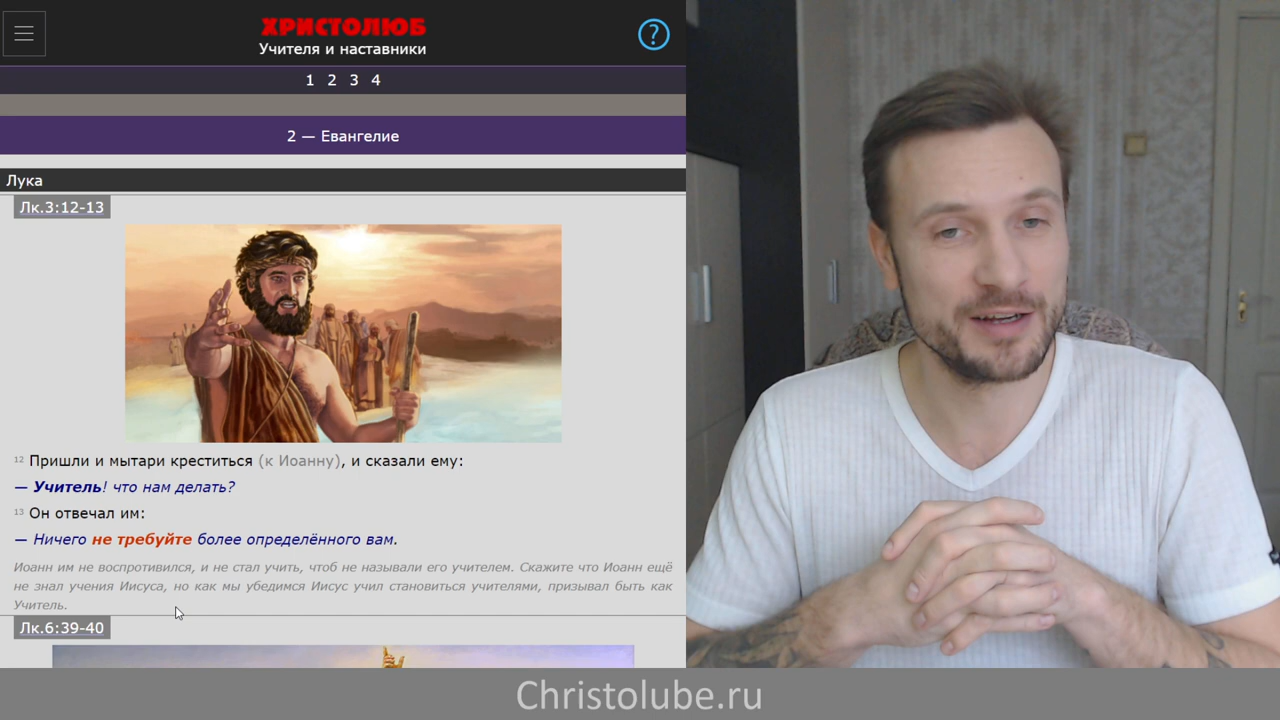 ХРИСТОЛЮБ
Учителя и наставники
?
1 2 3 4
2 — Евангелие
Лука
Лк.3:12-13
12 Пришли и мытари креститься (к Иоанну), и сказали ему:
— Учитель! что нам делать?
13 Он отвечал им:
— Ничего не требуйте более определённого вам.
Иоанн им не воспротивился, и не стал учить, чтоб не называли его учителем. Скажите что Иоанн ещё
не знал учения Иисуса, но как мы убедимся Иисус учил становиться учителями, призывал быть как
Учитель.
Лк.6:39-40
Christolube.ru